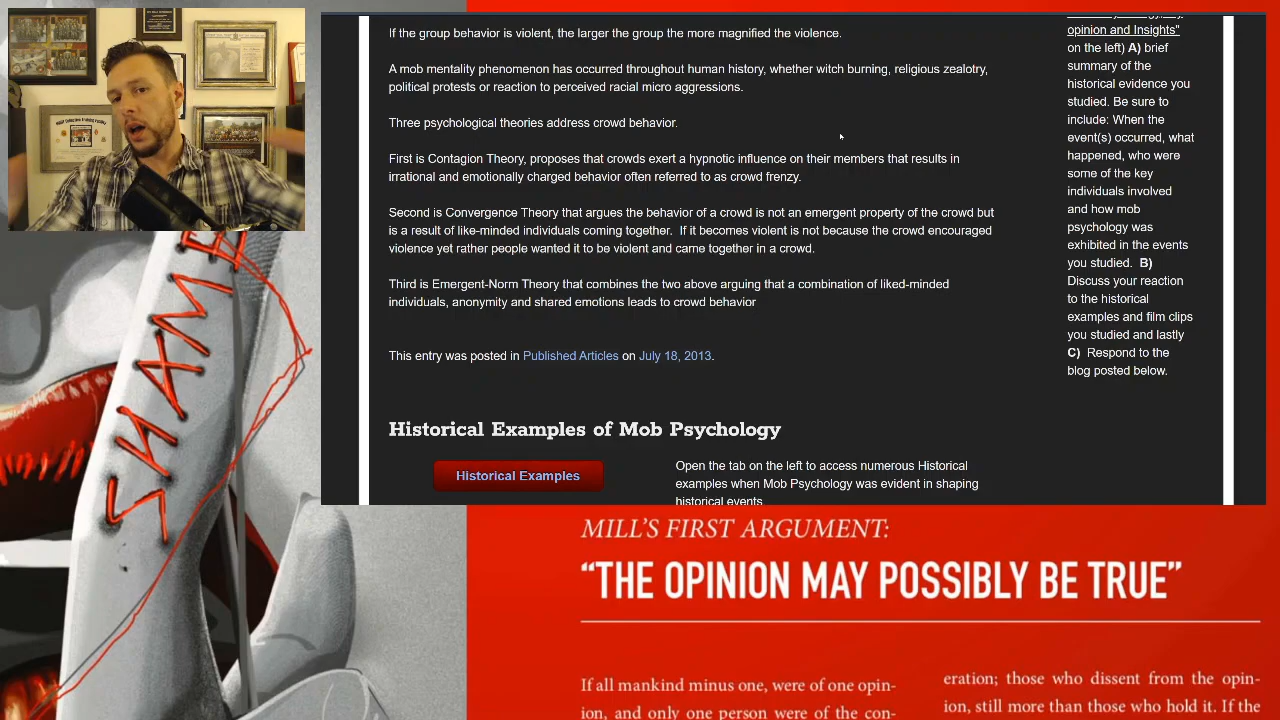 If the group behavior is violent, the larger the group the more magnified the violence.
A mob mentality phenomenon has occurred throughout human history, whether witch burning, religious zealotry,
political protests or reaction to perceived racial micro aggressions.
Three psychological theories address crowd behavior.
First is Contagion Theory, proposes that crowds exert a hypnotic influence on their members that results in
irrational and emotionally charged behavior often referred to as crowd frenzy.
Second is Convergence Theory that argues the behavior of a crowd is not an emergent property of the crowd but
is a result of like-minded individuals coming together.  If it becomes violent is not because the crowd encouraged
violence yet rather people wanted it to be violent and came together in a crowd.
Third is Emergent-Norm Theory that combines the two above arguing that a combination of liked-minded
individuals, anonymity and shared emotions leads to crowd behavior
This entry was posted in Published Articles on July 18, 2013.
Historical Examples of Mob Psychology
Historical Examples
Open the tab on the left to access numerous Historical
examples when Mob Psychology was evident in shaping
historical events
opinion and Insights"
on the left) A) brief
summary of the
historical evidence you
studied. Be sure to
include: When the
event(s) occurred, what
happened, who were
some of the key
individuals involved
and how mob
psychology was
exhibited in the events
you studied.  B)
Discuss your reaction
to the historical
examples and film clips
you studied and lastly
C)  Respond to the
blog posted below.
SHAME
MILL'S FIRST ARGUMENT:
“THE OPINION MAY POSSIBLY BE TRUE”
If all mankind minus one, were of one opin-
ion, and only one person were of the con-
eration; those who dissent from the opin-
ion, still more than those who hold it. If the